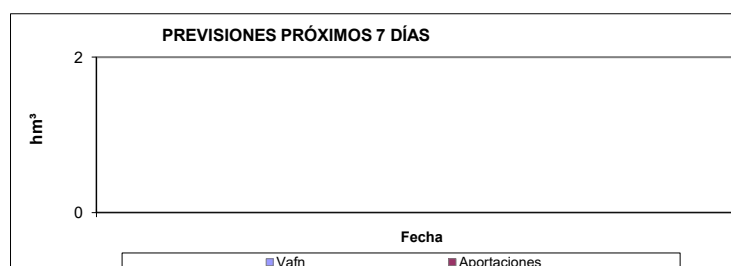 PREVISIONES PRÓXIMOS 7 DÍAS
2
hm³
0
Fecha
Vafn Aportaciones